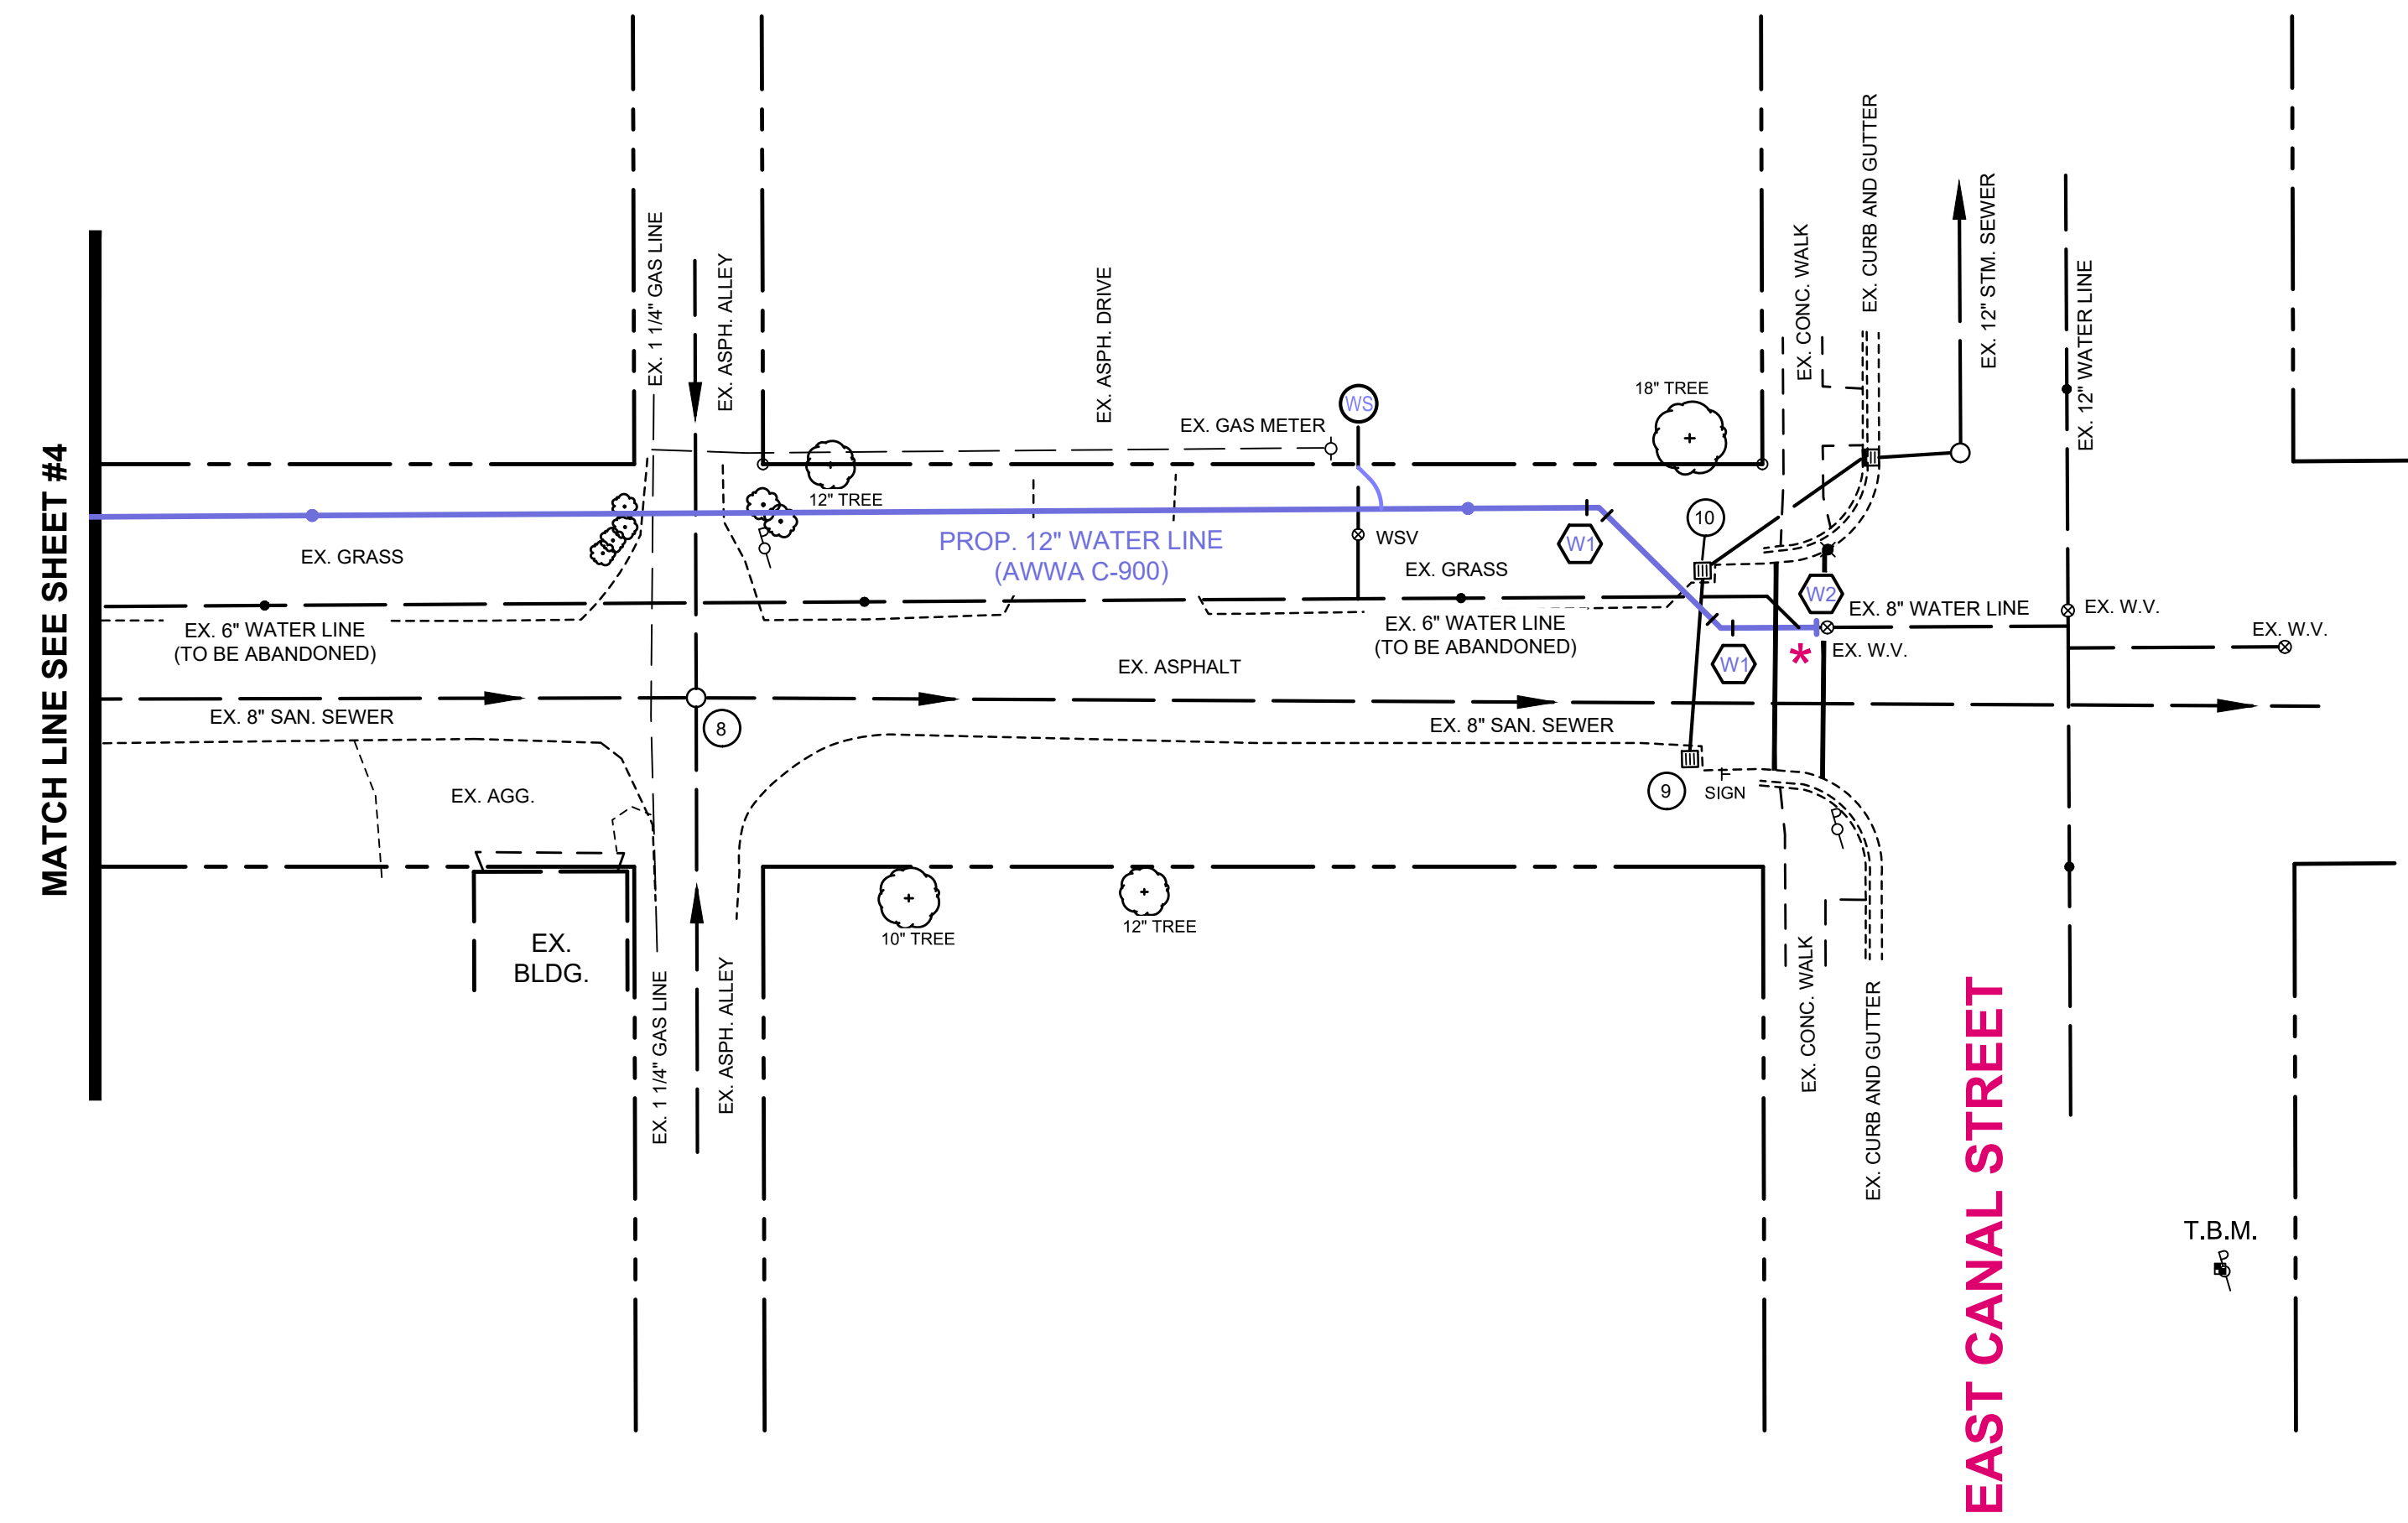 MATCH LINE SEE SHEET #4
EX. 1 1/4" GAS LINE
EX. ASPH. ALLEY
EX. ASPH. DRIVE
EX. GAS METER
WS
18" TREE
EX. CONC. WALK
EX. CURB AND GUTTER
EX. 12" STM. SEWER
EX. 12" WATER LINE
12" TREE
EX. GRASS
PROP. 12" WATER LINE
(AWWA C-900)
WSV
EX. GRASS
W1
10
W2
EX. 8" WATER LINE
EX. W.V.
EX. W.V.
EX. 6" WATER LINE
(TO BE ABANDONED)
EX. 6" WATER LINE
(TO BE ABANDONED)
EX. ASPHALT
W1
*
EX. W.V.
EX. 8" SAN. SEWER
8
EX. 8" SAN. SEWER
EX. AGG.
9
SIGN
EX.
BLDG.
10" TREE
12" TREE
EX. 1 1/4" GAS LINE
EX. ASPH. ALLEY
EX. CONC. WALK
EX. CURB AND GUTTER
EAST CANAL STREET
T.B.M.